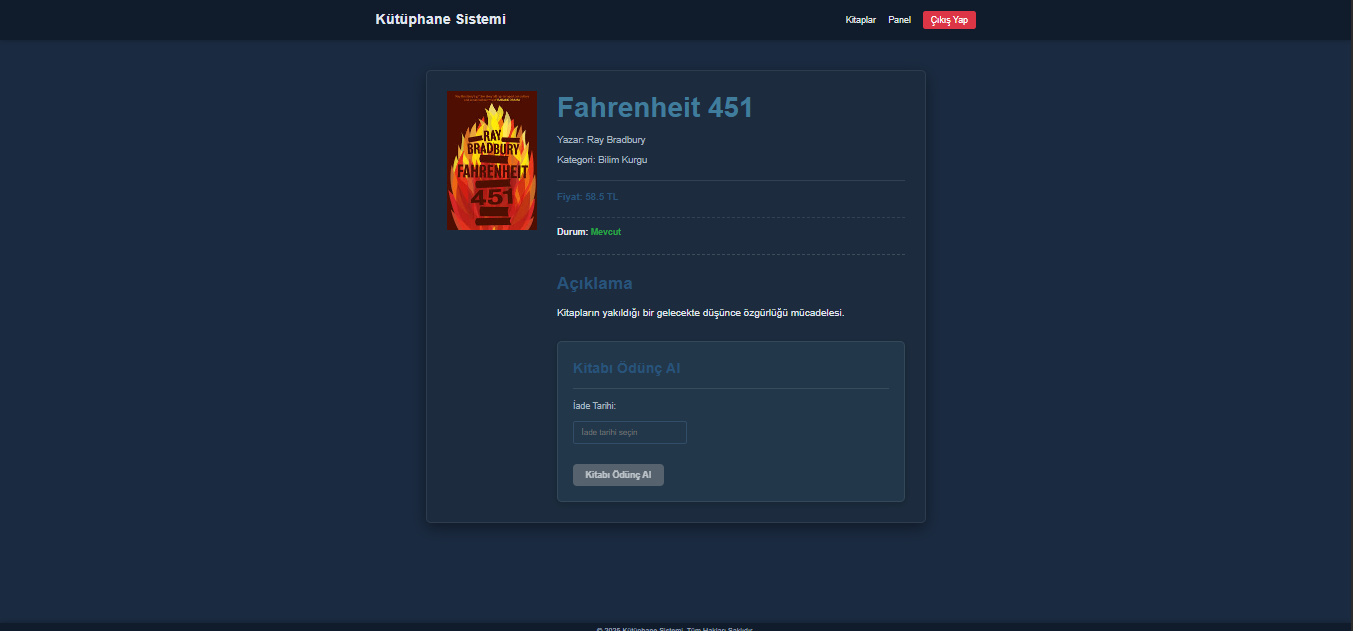 Kütüphane Sistemi
Kitaplar Panel Çıkış Yap
Fahrenheit 451
RAY
BRADBURY
FAHRENHEIT
451
Yazar: Ray Bradbury
Kategori: Bilim Kurgu
Fiyat: 58.5 TL
Durum: Mevcut
Açıklama
Kitapların yakıldığı bir gelecekte düşünce özgürlüğü mücadelesi.
Kitabı Ödünç Al
İade Tarihi:
İade tarihi seçin
Kitabı Ödünç Al
© 2025 Kütüphane Sistemi. Tüm Hakları Saklıdır.